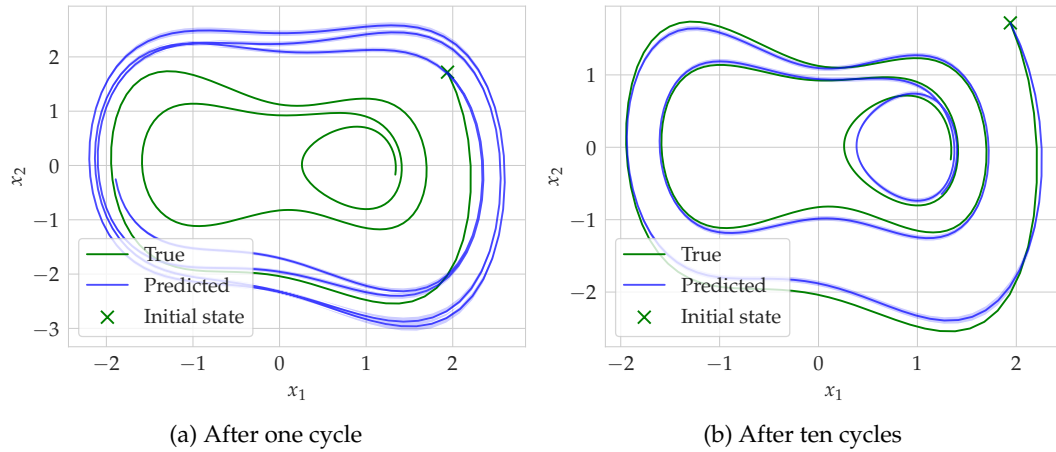 2
1
0
−1
−2
−3
x2
−2
−1
0
1
2
x1
True
Predicted
Initial state
(a) After one cycle
1
0
−1
−2
x2
−2
−1
0
1
2
x1
True
Predicted
Initial state
(b) After ten cycles